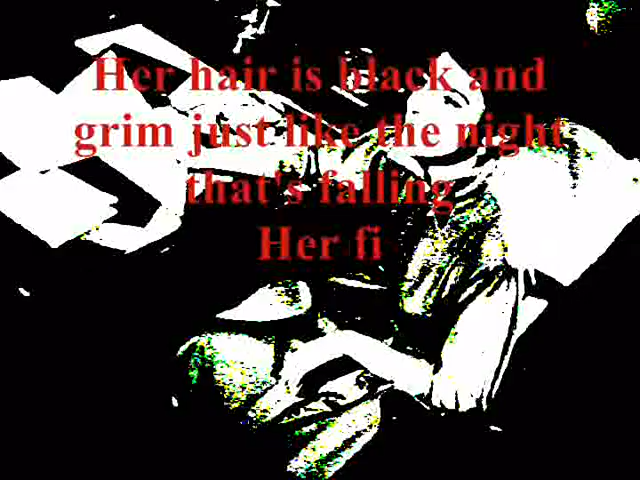 Her hair is black and
grim just like the night
that's falling
Her fi